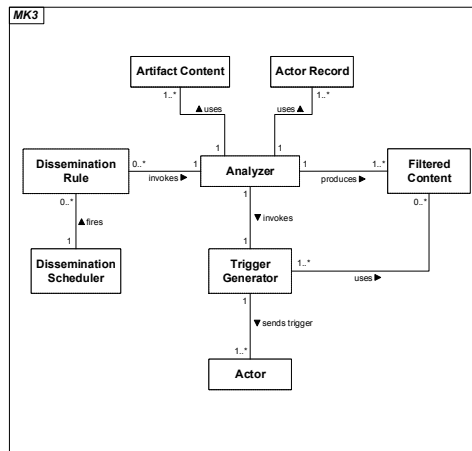 MK3
Artifact Content
Actor Record
1..*
1..*
▲uses
uses▲
1
1
Dissemination
Rule
0..*
1
invokes▶
Analyzer
1
1..*
produces▶
Filtered
Content
0..*
1
0..*
▲fires
▼invokes
1
1
Dissemination
Scheduler
Trigger
Generator
1..*
uses▶
1
▼sends trigger
1..*
Actor